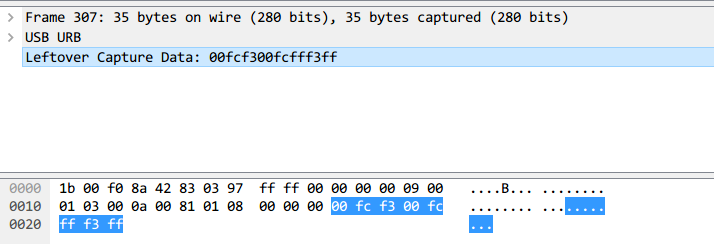 > Frame 307: 35 bytes on wire (280 bits), 35 bytes captured (280 bits)
> USB URB
Leftover Capture Data: 00fcf300fcfff3ff
0000 1b 00 f0 8a 42 83 03 97 ff ff 00 00 00 00 09 00 ....B... ........
0010 01 03 00 0a 00 81 01 08 00 00 00 00 fc f3 00 fc ........ ........
0020 ff f3 ff ...